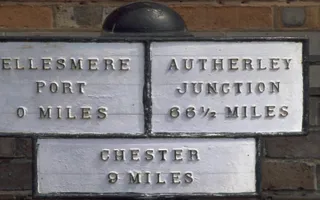 ELLESMERE
PORT
0 MILES
AUTHERLEY
JUNCTION
66½ MILES
CHESTER
9 MILES